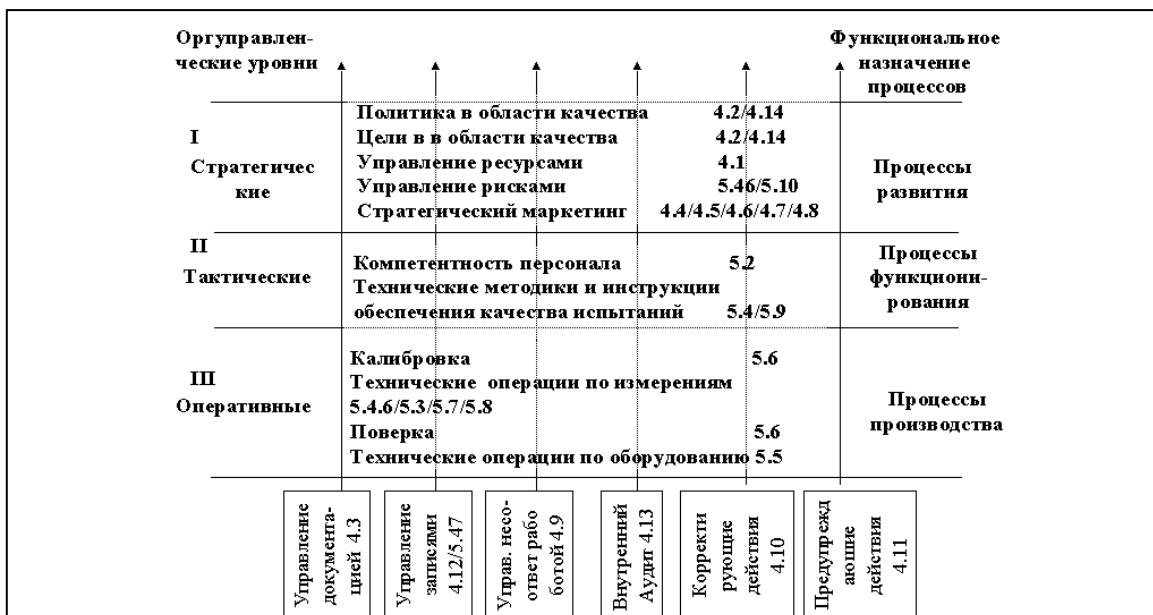 Оргуправлен-
ческие уровни
Функциональное
назначение
процессов
I
Стратегичес
кие
Политика в области качества 4.2/4.14
Цели в в области качества 4.2/4.14
Управление ресурсами 4.1
Управление рисками 5.46/5.10
Стратегический маркетинг 4.4/4.5/4.6/4.7/4.8
Процессы
развития
II
Тактические
Компетентность персонала 5.2
Технические методики и инструкции
обеспечения качества испытаний 5.4/5.9
Процессы
функциони-
рования
III
Оперативные
Калибровка 5.6
Технические операции по измерениям
5.4.6/5.3/5.7/5.8
Поверка 5.6
Технические операции по оборудованию 5.5
Процессы
производства
Управление
документа-
цией 4.3
Управление
записями
4.12/5.47
Управ. несо-
ответ рабо
ботой 4.9
Внутренний
Аудит 4.13
Корректи
рующие
действия
4.10
Предупрежд
аюшие
действия
4.11